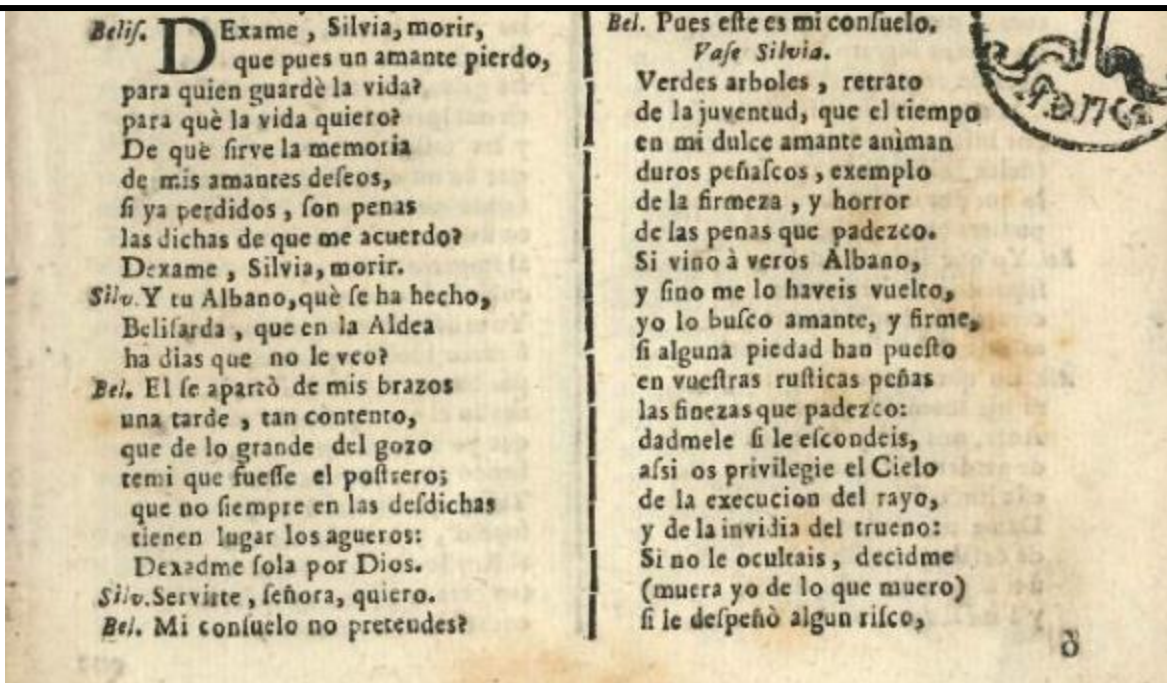 Belis. DExame, Silvia, morir,
que pues un amante pierdo,
para quien guardè la vida?
para què la vida quiero?
De què sirve la memoria
de mis amantes deseos,
si ya perdidos, son penas
las dichas de que me acuerdo?
Dexame, Silvia, morir.
Silv. Y tu Albano, què se ha hecho,
Belisarda, que en la Aldea
ha dias que no le veo?
Bel. El se apartò de mis brazos
una tarde, tan contento,
que de lo grande del gozo
temi que fuesse el postrero;
que no siempre en las desdichas
tienen lugar los agueros:
Dexadme sola por Dios.
Silv. Servirte, señora, quiero.
Bel. Mi consuelo no pretendes?
Bel. Pues este es mi consuelo.
Vase Silvia.
Verdes arboles, retrato
de la juventud, que el tiempo
en mi dulce amante anìman
duros peñascos, exemplo
de la firmeza, y horror
de las penas que padezco.
Si vino à veros Albano,
y sino me lo haveis vuelto,
yo lo busco amante, y firme,
si alguna piedad han puesto
en vuestras rusticas peñas
las finezas que padezco:
dadmele si le escondeis,
assi os privilegie el Cielo
de la execucion del rayo,
y de la invidia del trueno:
Si no le ocultais, decidme
(muera yo de lo que muero)
si le despeñò algun risco,
ò